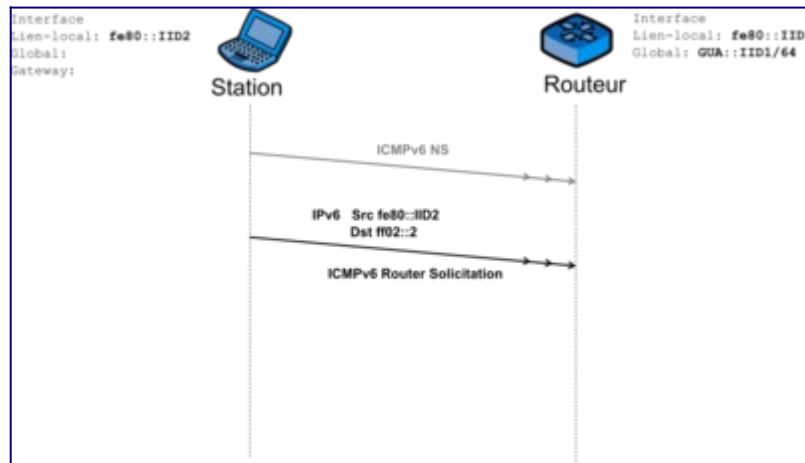 Interface
Lien-local: fe80::IID2
Global:
Gateway:
Station
Interface
Lien-local: fe80::IID
Global: GUA::IID1/64
Routeur
ICMPv6 NS
IPv6 Src fe80::IID2
Dst ff02::2
ICMPv6 Router Solicitation